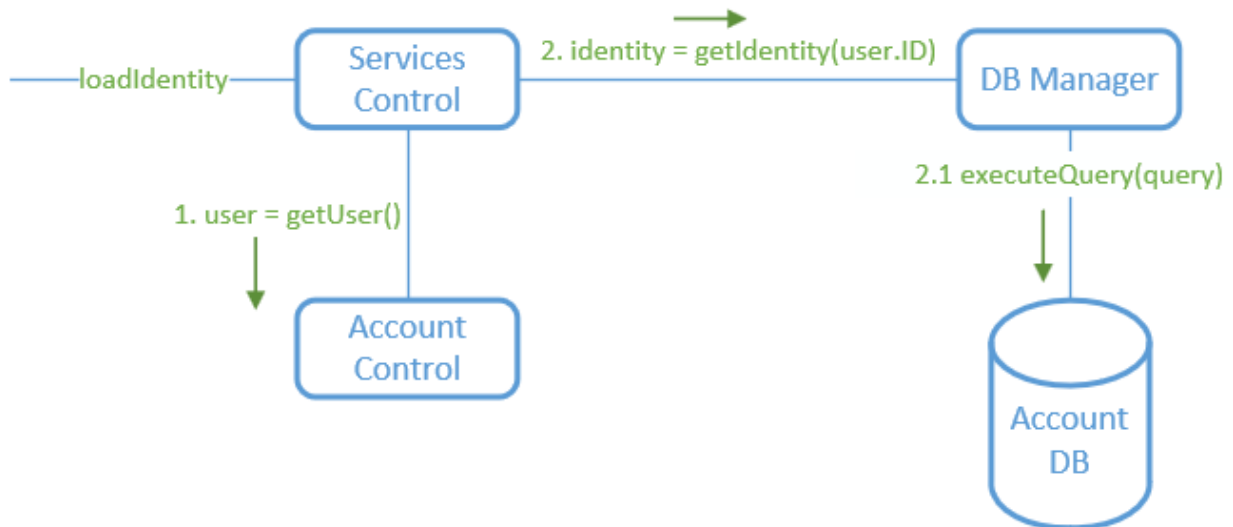 Services
Control
2. identity = getIdentity(user.ID)
DB Manager
loadIdentity
2.1 executeQuery(query)
1. user = getUser()
Account
Control
Account
DB